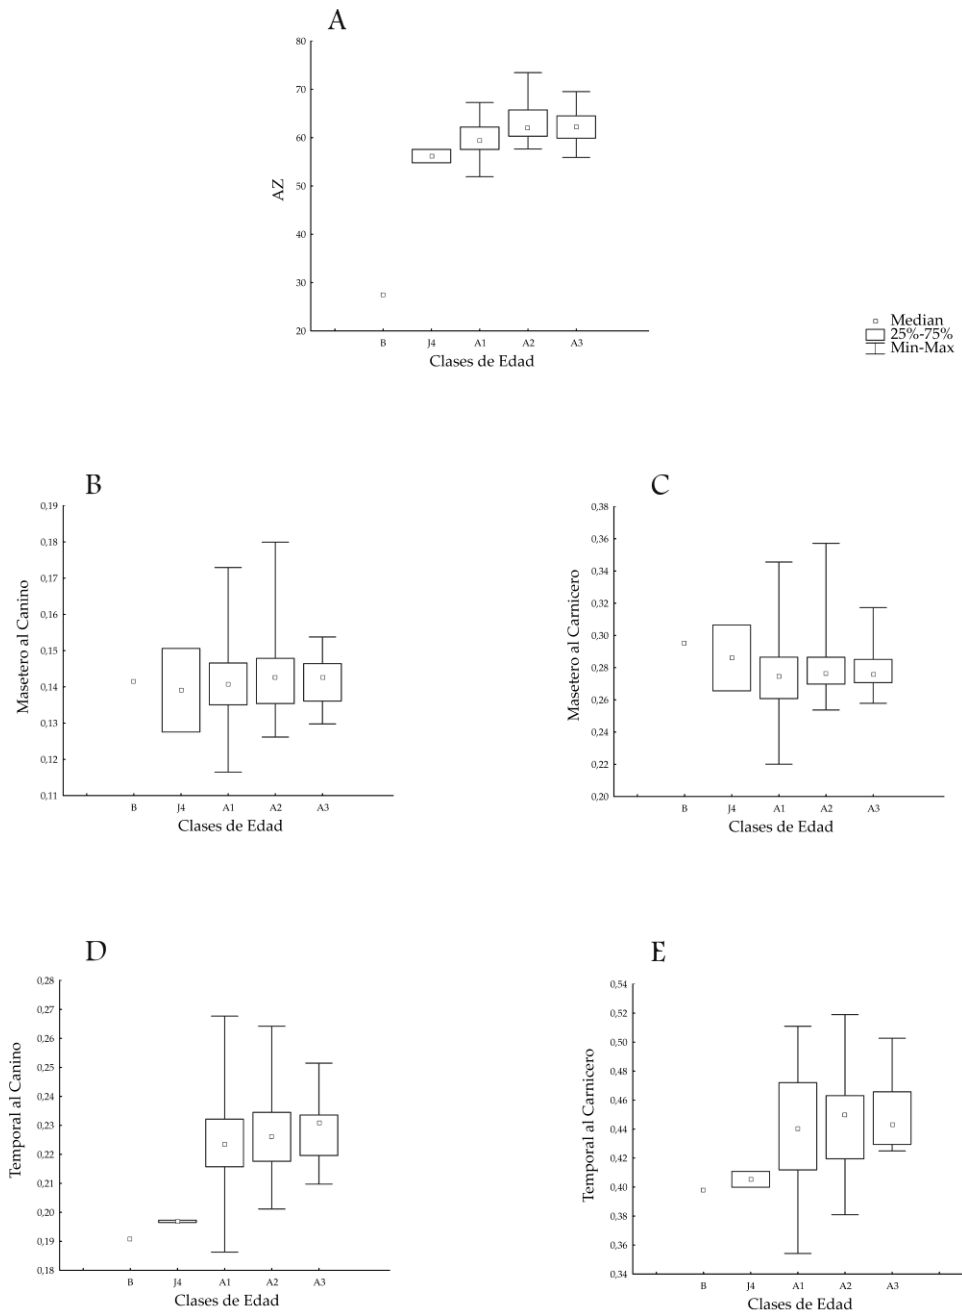 A
80
70
60
50
40
30
20
AZ
B J4 A1 A2 A3
Clases de Edad
Median
25%-75%
Min-Max
B
0,19
0,18
0,17
0,16
0,15
0,14
0,13
0,12
0,11
Masetero al Canino
B J4 A1 A2 A3
Clases de Edad
C
0,38
0,36
0,34
0,32
0,30
0,28
0,26
0,24
0,22
0,20
Masetero al Carnicero
B J4 A1 A2 A3
Clases de Edad
D
0,28
0,27
0,26
0,25
0,24
0,23
0,22
0,21
0,20
0,19
0,18
Temporal al Canino
B J4 A1 A2 A3
Clases de Edad
E
0,54
0,52
0,50
0,48
0,46
0,44
0,42
0,40
0,38
0,36
0,34
Temporal al Carnicero
B J4 A1 A2 A3
Clases de Edad